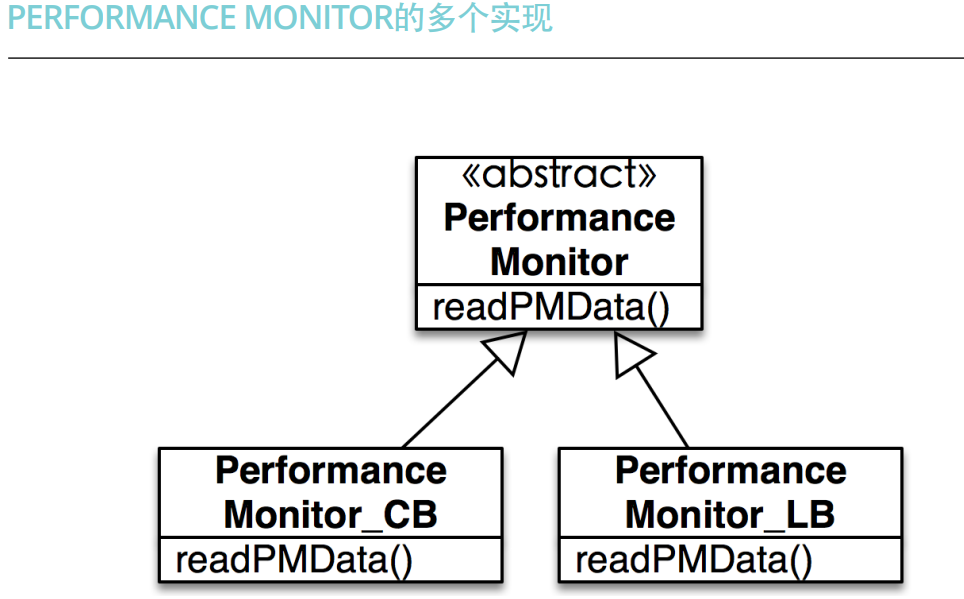 PERFORMANCE MONITOR的多个实现
«abstract»
Performance
Monitor
readPMData()
Performance
Monitor_CB
readPMData()
Performance
Monitor_LB
readPMData()